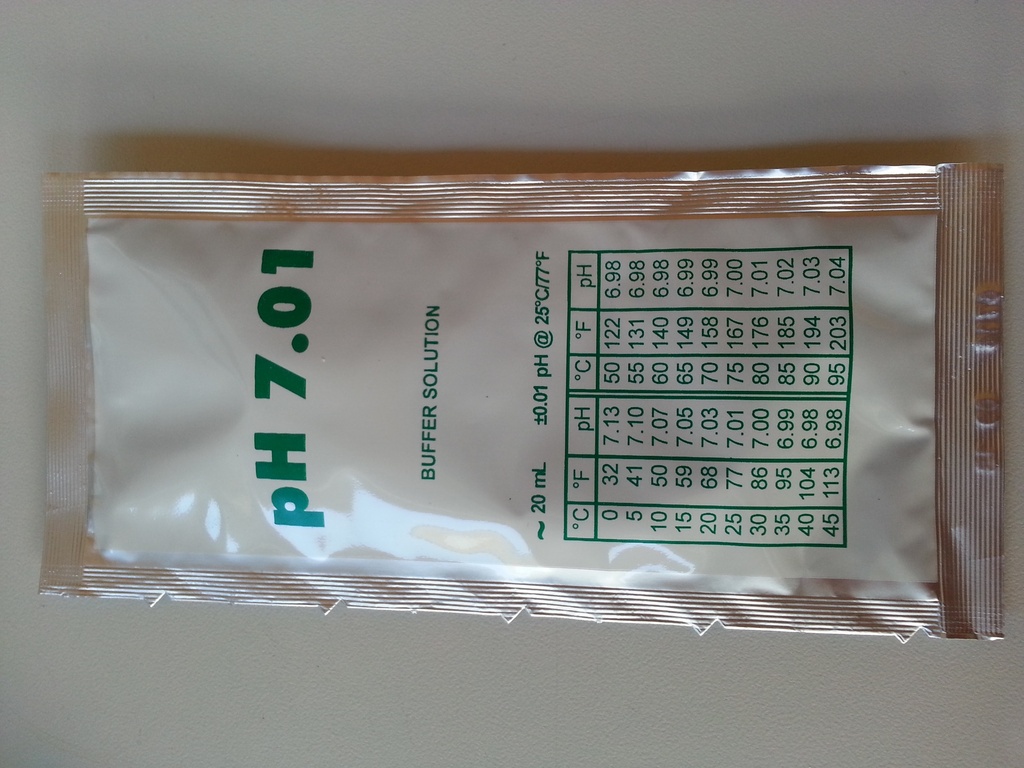 pH 7.01
BUFFER SOLUTION
~ 20 mL ±0.01 pH @ 25°C/77°F
°C °F pH °C °F pH
0 32 7.13 50 122 6.98
5 41 7.10 55 131 6.98
10 50 7.07 60 140 6.98
15 59 7.05 65 149 6.99
20 68 7.03 70 158 6.99
25 77 7.01 75 167 7.00
30 86 7.00 80 176 7.01
35 95 6.99 85 185 7.02
40 104 6.98 90 194 7.03
45 113 6.98 95 203 7.04